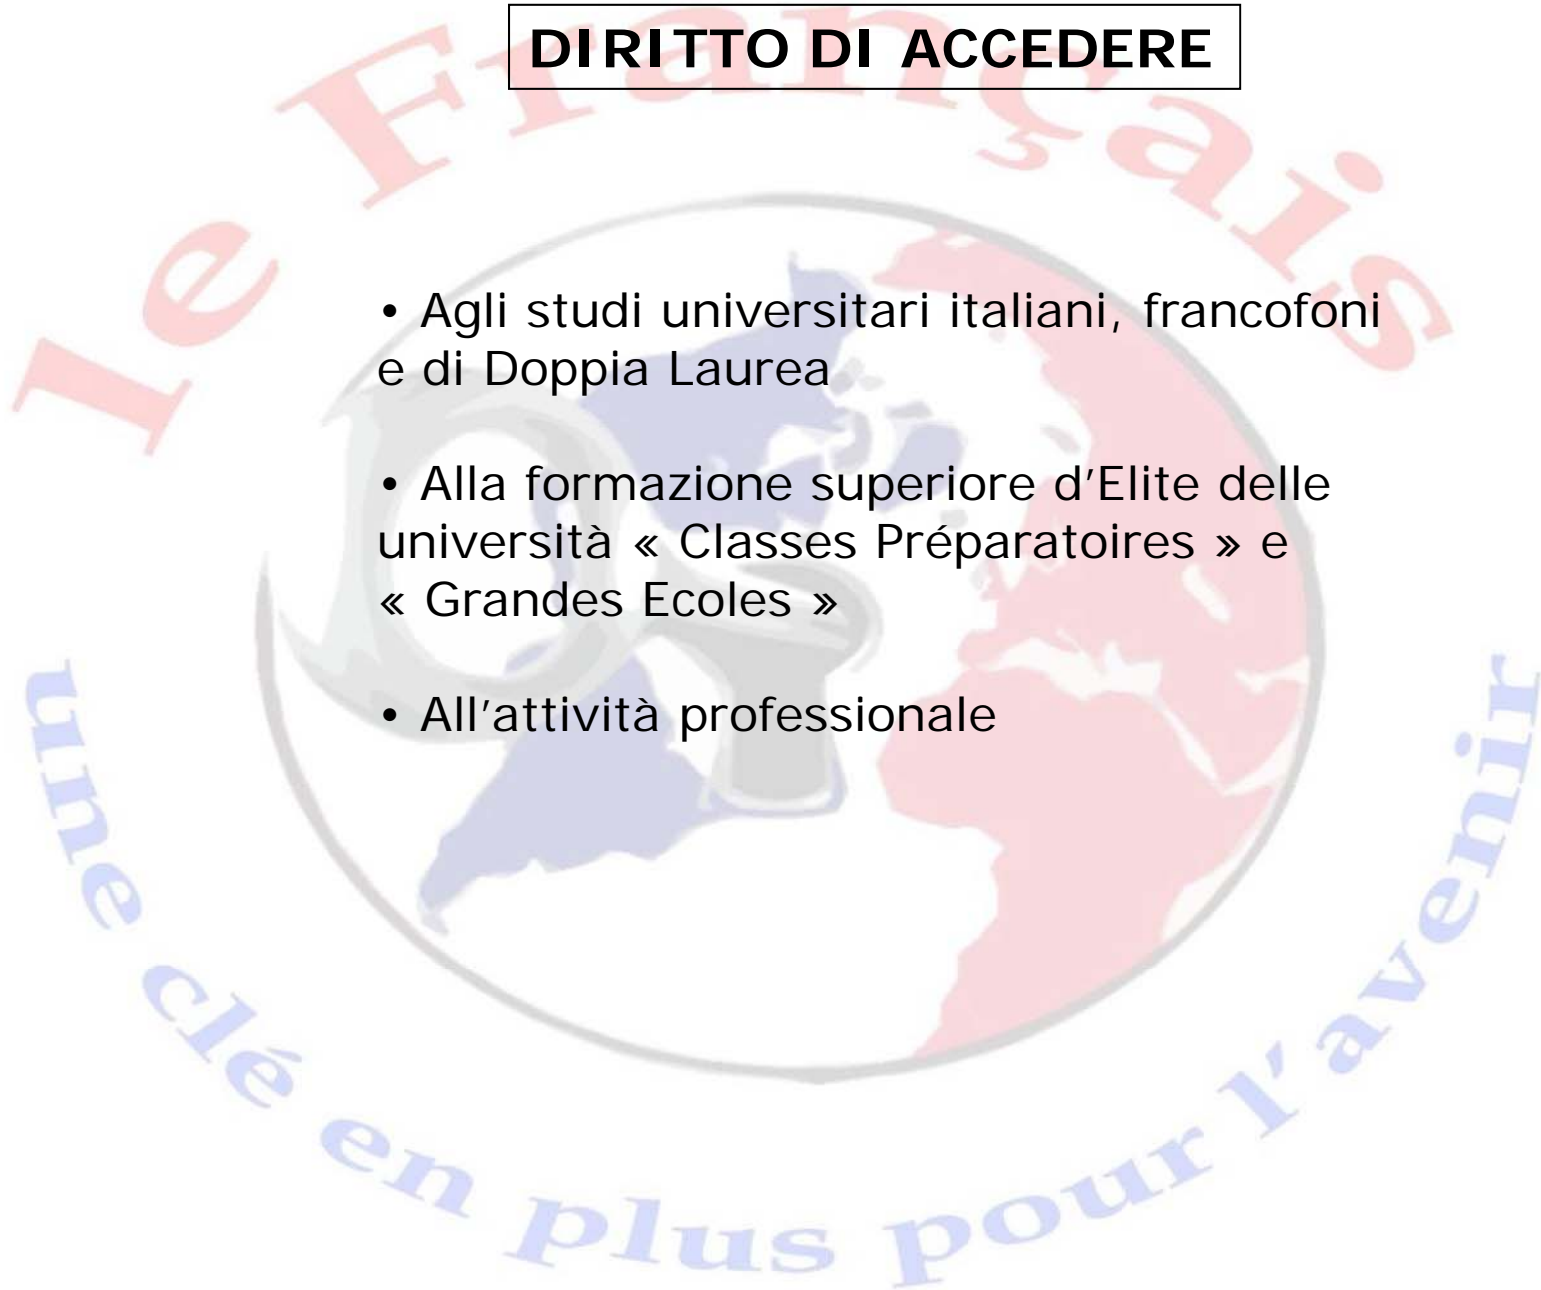 DIRITTO DI ACCEDERE
le Français
• Agli studi universitari italiani, francofoni
e di Doppia Laurea
• Alla formazione superiore d’Elite delle
università « Classes Préparatoires » e
« Grandes Ecoles »
• All’attività professionale
une clé en plus pour l’avenir